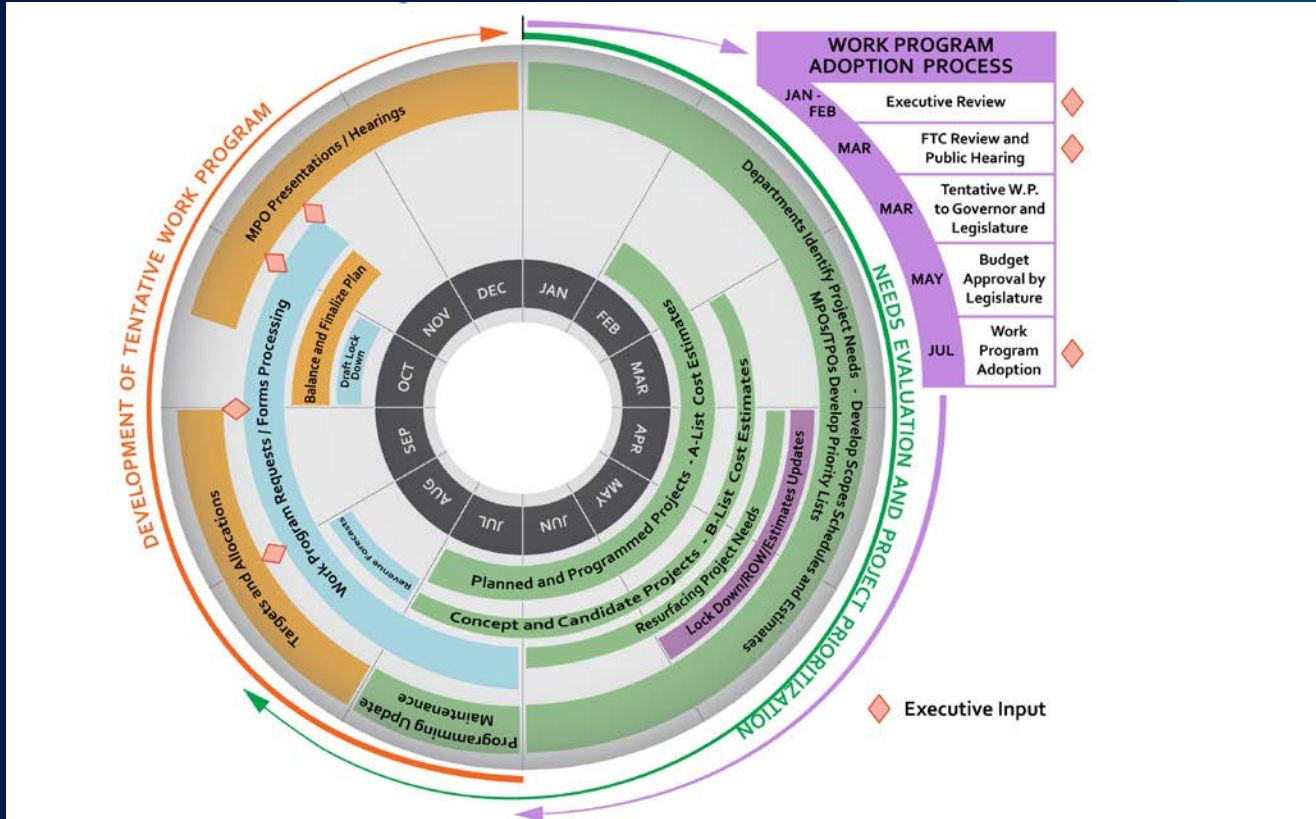 WORK PROGRAM
ADOPTION PROCESS
JAN -
FEB
Executive Review
MAR
FTC Review and
Public Hearing
MAR
Tentative W.P.
to Governor and
Legislature
MAY
Budget
Approval by
Legislature
JUL
Work
Program
Adoption
DEVELOPMENT OF TENTATIVE WORK PROGRAM
NEEDS EVALUATION AND PROJECT PRIORITIZATION
MPO Presentations / Hearings
Work Program Requests / Forms Processing
Balance and Finalize Plan
Draft Lock
Down
Targets and Allocations
Revenue Forecasts
Programming Update
Maintenance
Departments Identify Project Needs - Develop Scopes Schedules and Estimates
MPOS/TPOs Develop Priority Lists
Lock Down/ROW/Estimates Updates
Resurfacing Project Needs
Concept and Candidate Projects - B-List Cost Estimates
Planned and Programmed Projects - A-List Cost Estimates
JAN
FEB
MAR
APR
MAY
JUN
JUL
AUG
SEP
OCT
NOV
DEC
Executive Input